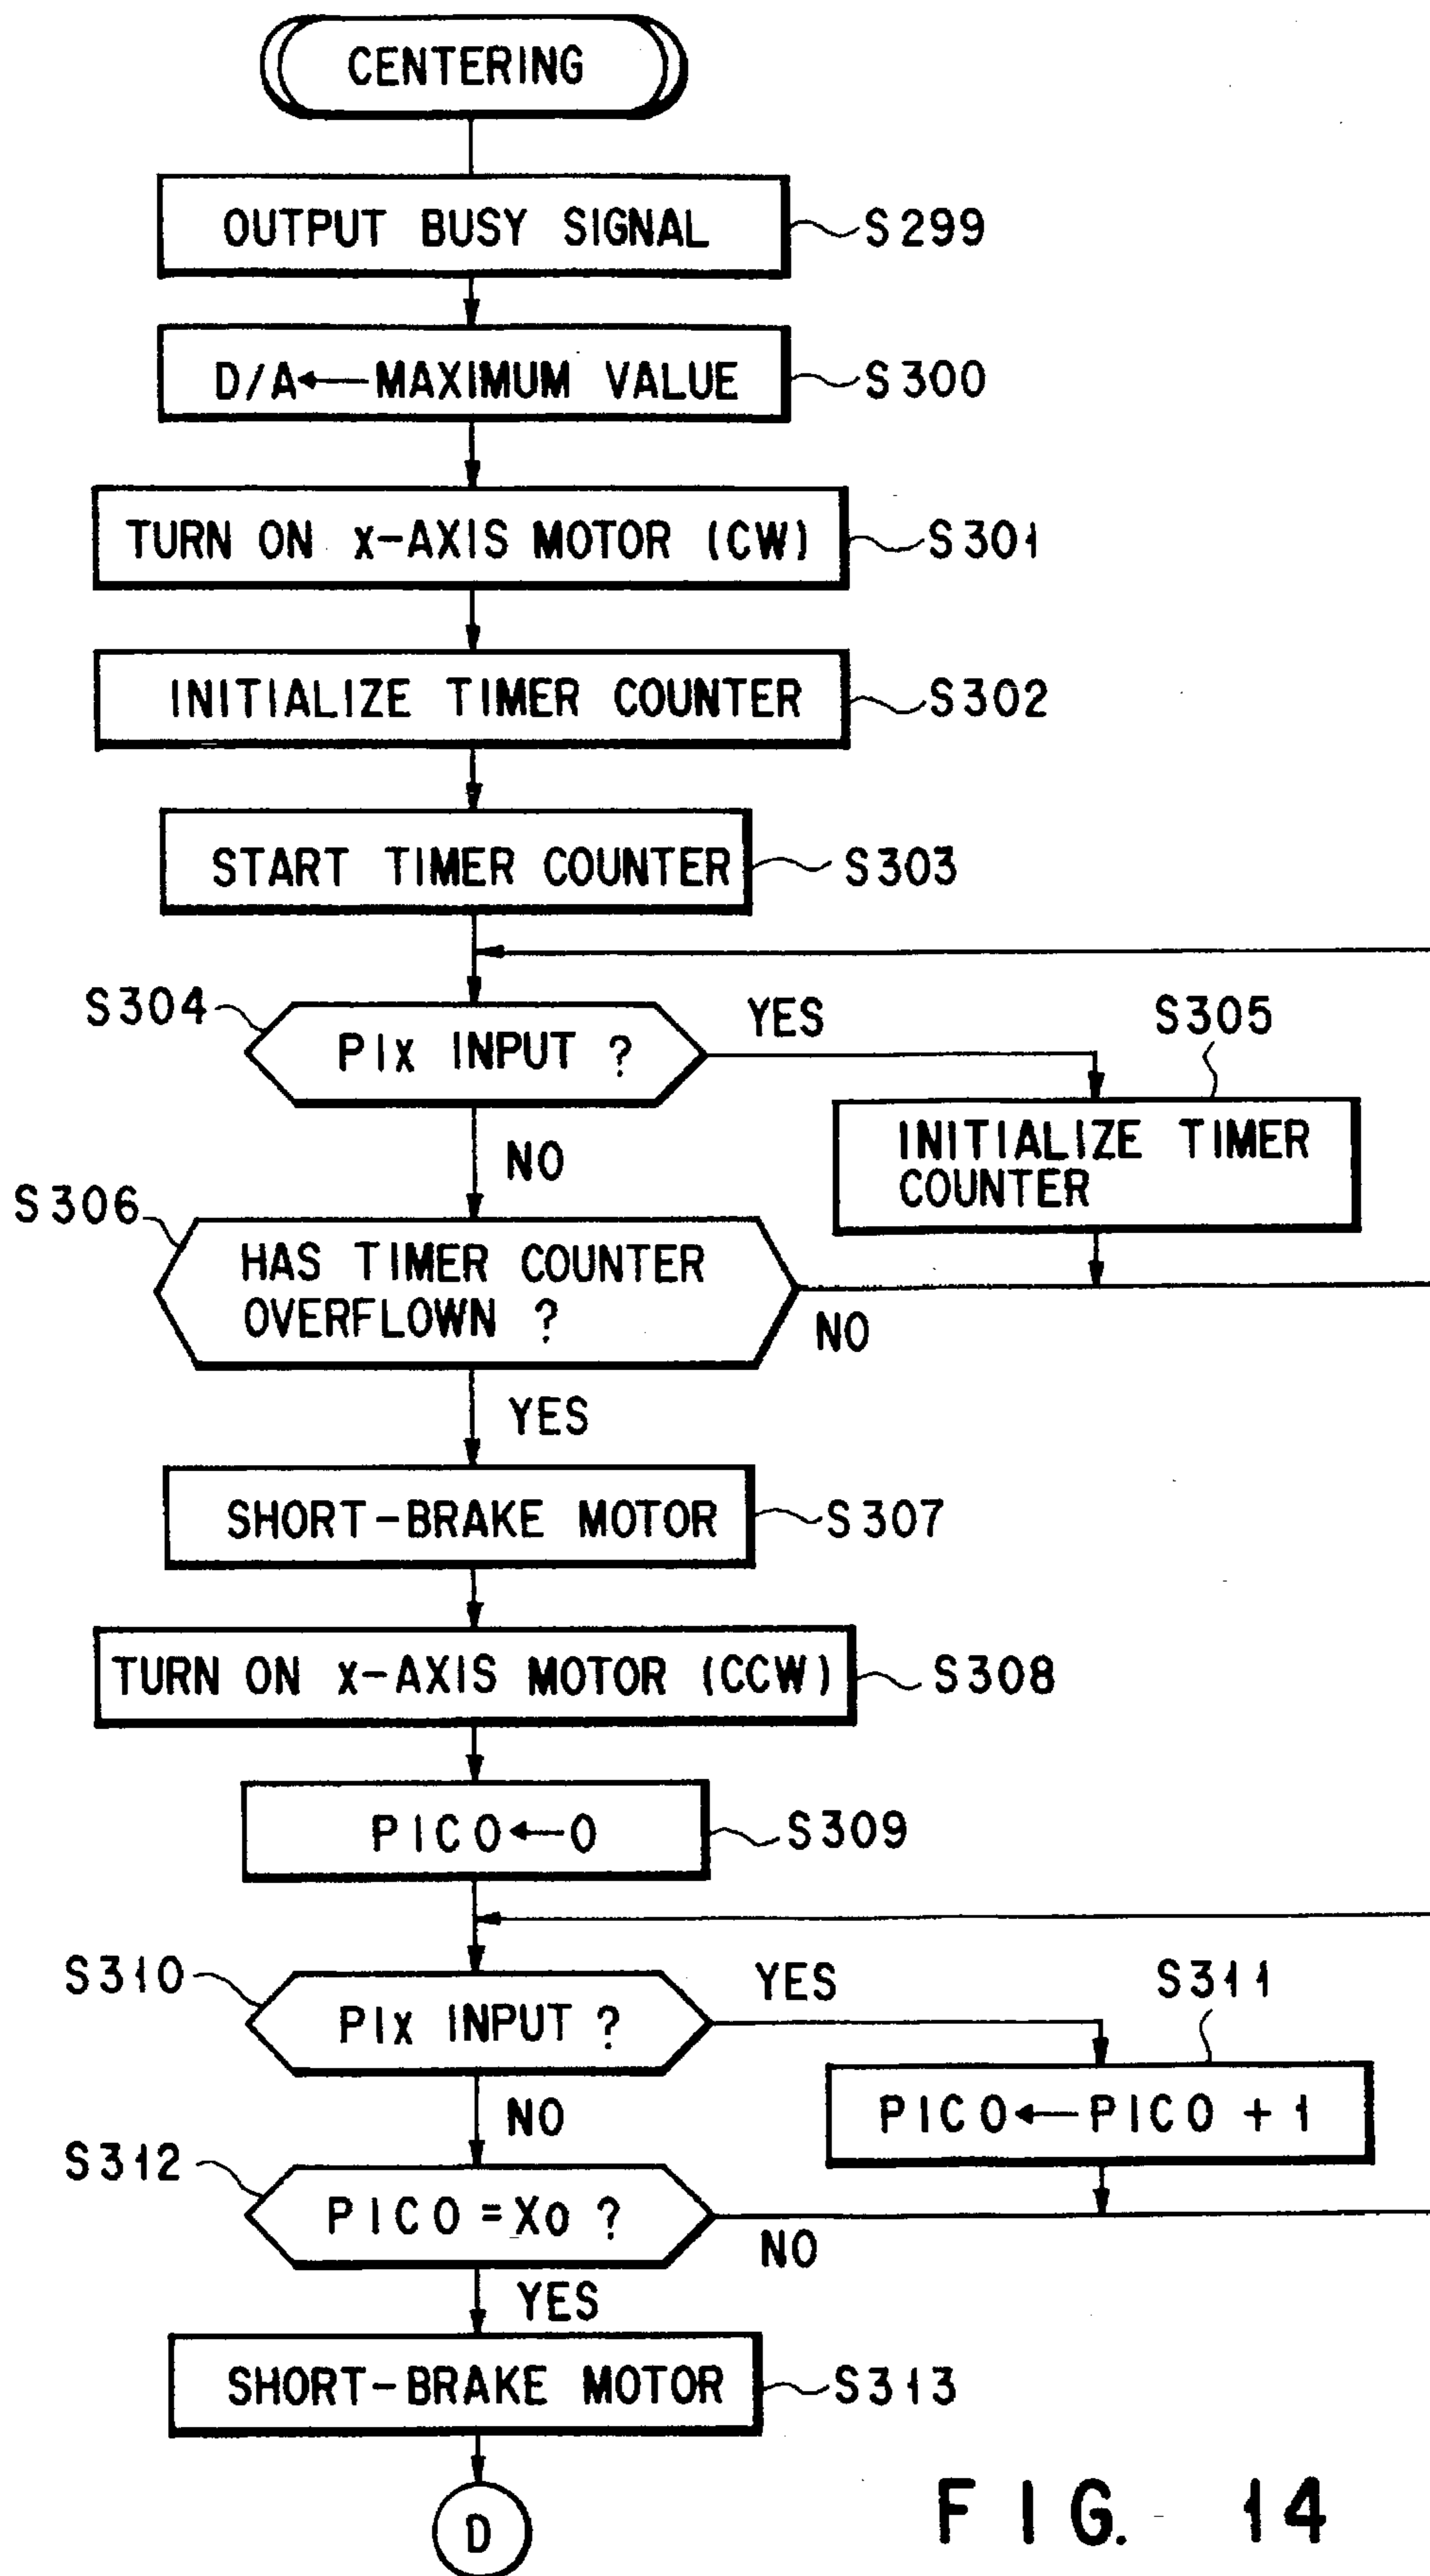 CENTERING
OUTPUT BUSY SIGNAL
S299
D/A←MAXIMUM VALUE
S300
TURN ON x-AXIS MOTOR (CW)
S301
INITIALIZE TIMER COUNTER
S302
START TIMER COUNTER
S303
S304
PIx INPUT ?
YES
S305
INITIALIZE TIMER
COUNTER
NO
S306
HAS TIMER COUNTER
OVERFLOWN ?
NO
YES
SHORT-BRAKE MOTOR
S307
TURN ON x-AXIS MOTOR (CCW)
S308
PICO←0
S309
S310
PIx INPUT ?
YES
S311
PICO←PICO + 1
NO
S312
PICO = Xo ?
NO
YES
SHORT-BRAKE MOTOR
S313
D
FIG. 14